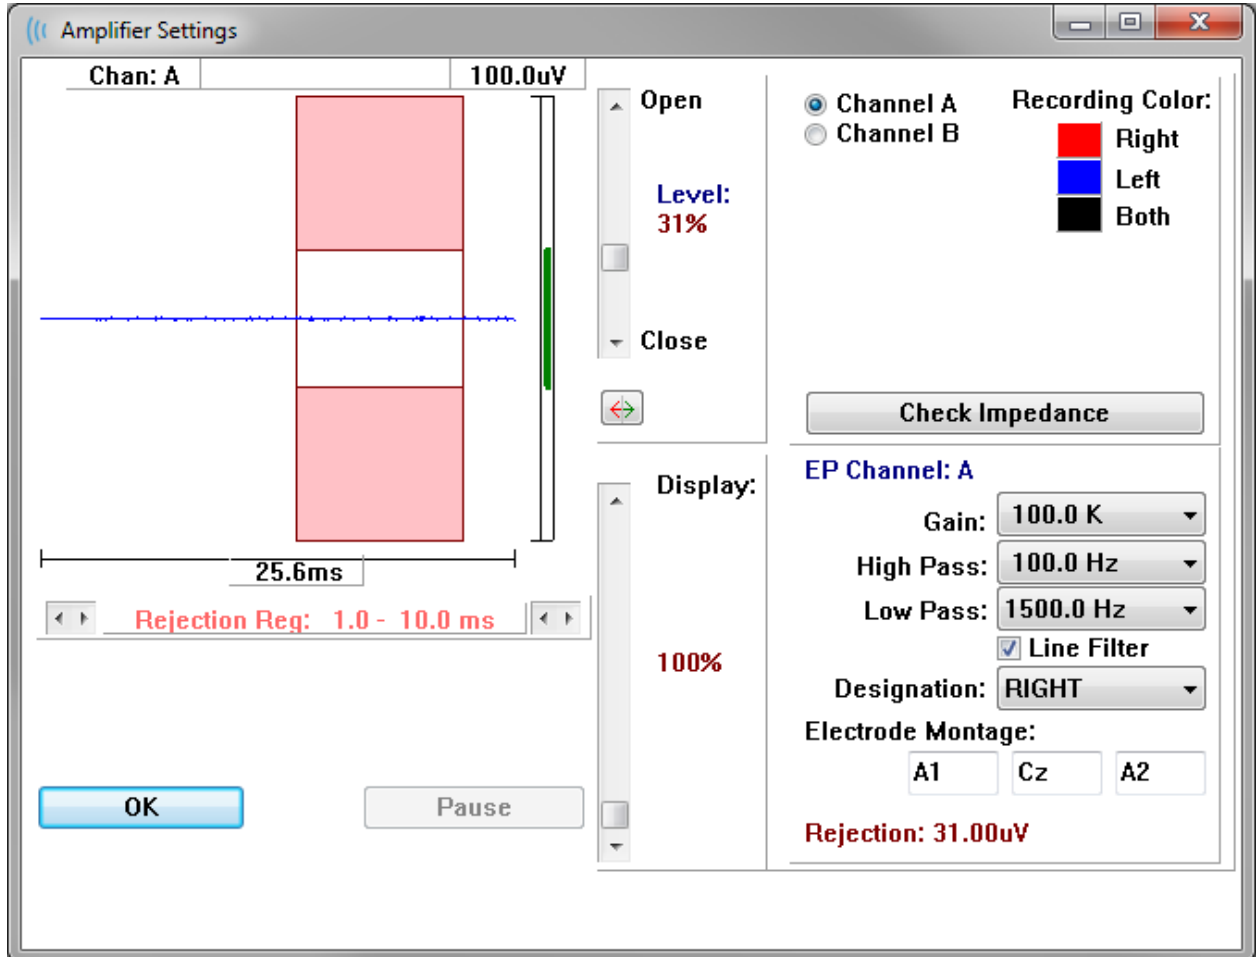 Amplifier Settings
Chan: A
100.0uV
25.6ms
Rejection Reg: 1.0 - 10.0 ms
OK
Pause
Open
Level:
31%
Close
Display:
100%
Channel A
Channel B
Recording Color:
Right
Left
Both
Check Impedance
EP Channel: A
Gain: 100.0 K
High Pass: 100.0 Hz
Low Pass: 1500.0 Hz
Line Filter
Designation: RIGHT
Electrode Montage:
A1 Cz A2
Rejection: 31.00uV